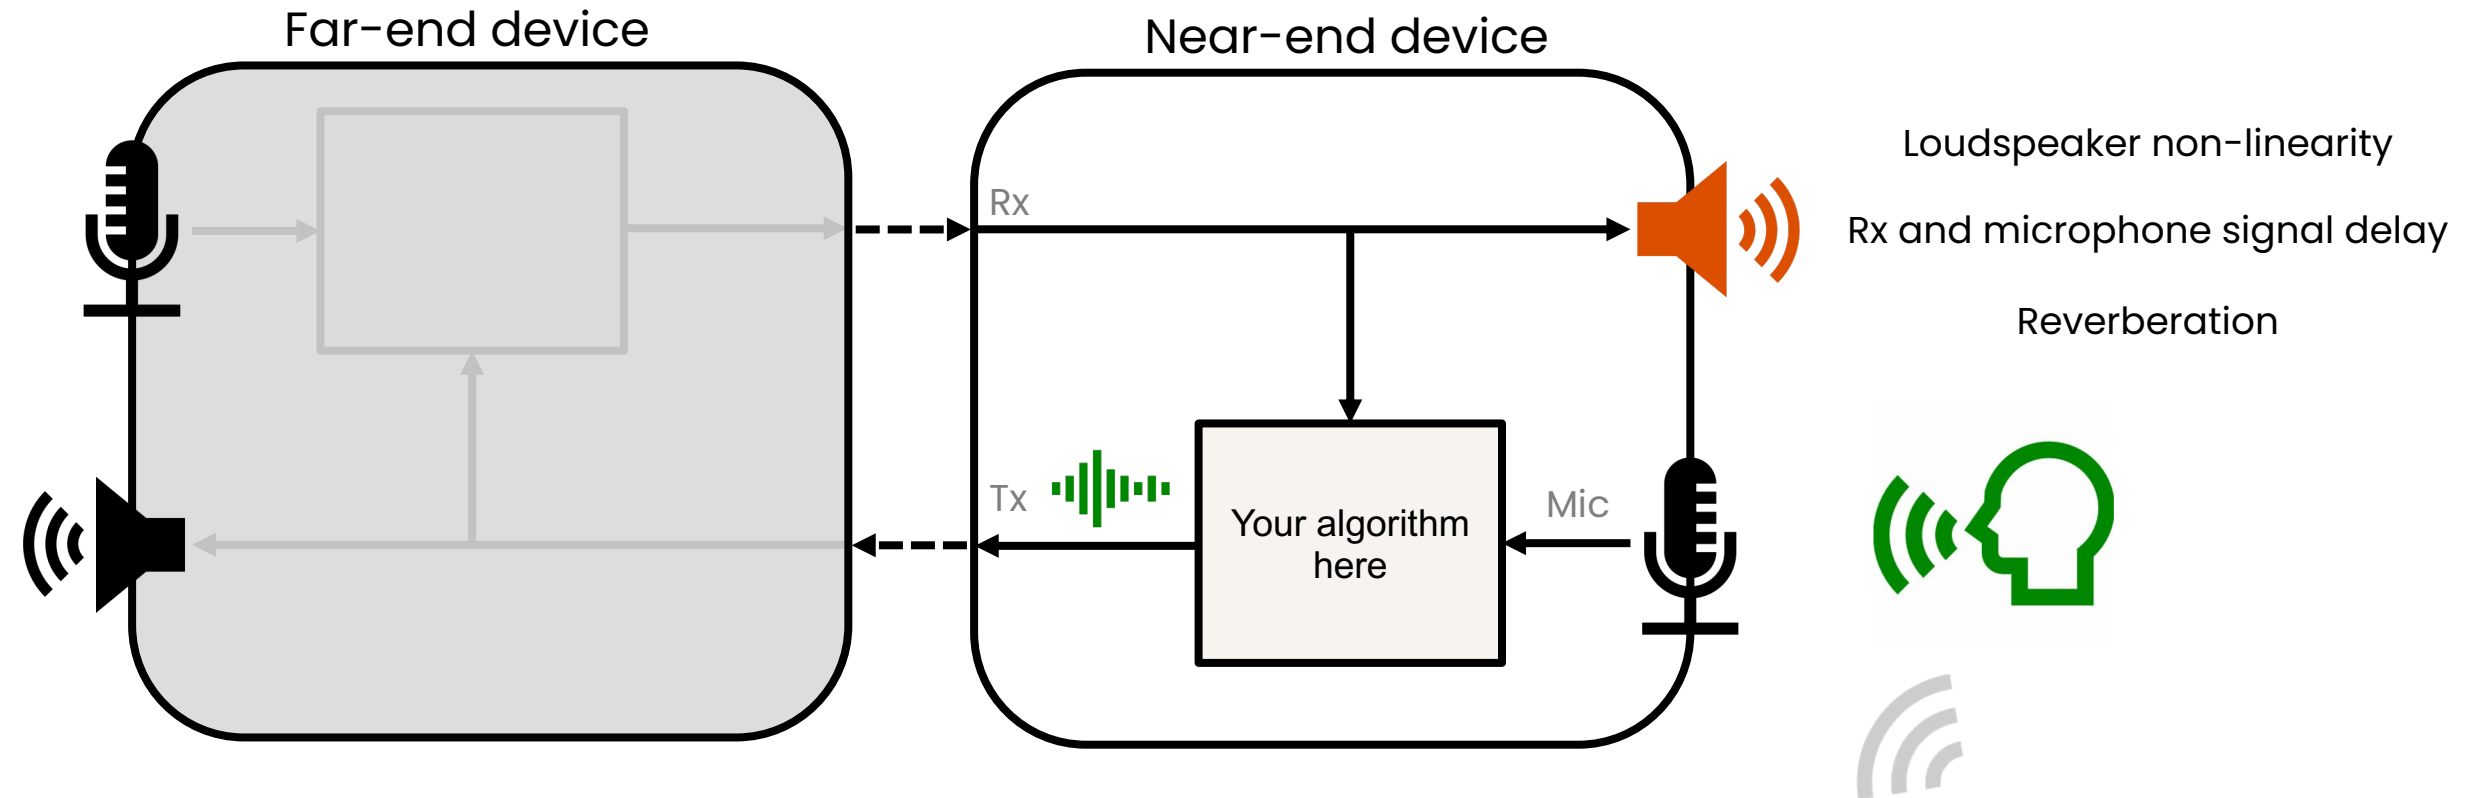 Far-end device
Near-end device
Loudspeaker non-linearity
Rx
Rx and microphone signal delay
Reverberation
Tx
Mic
Your algorithm
here